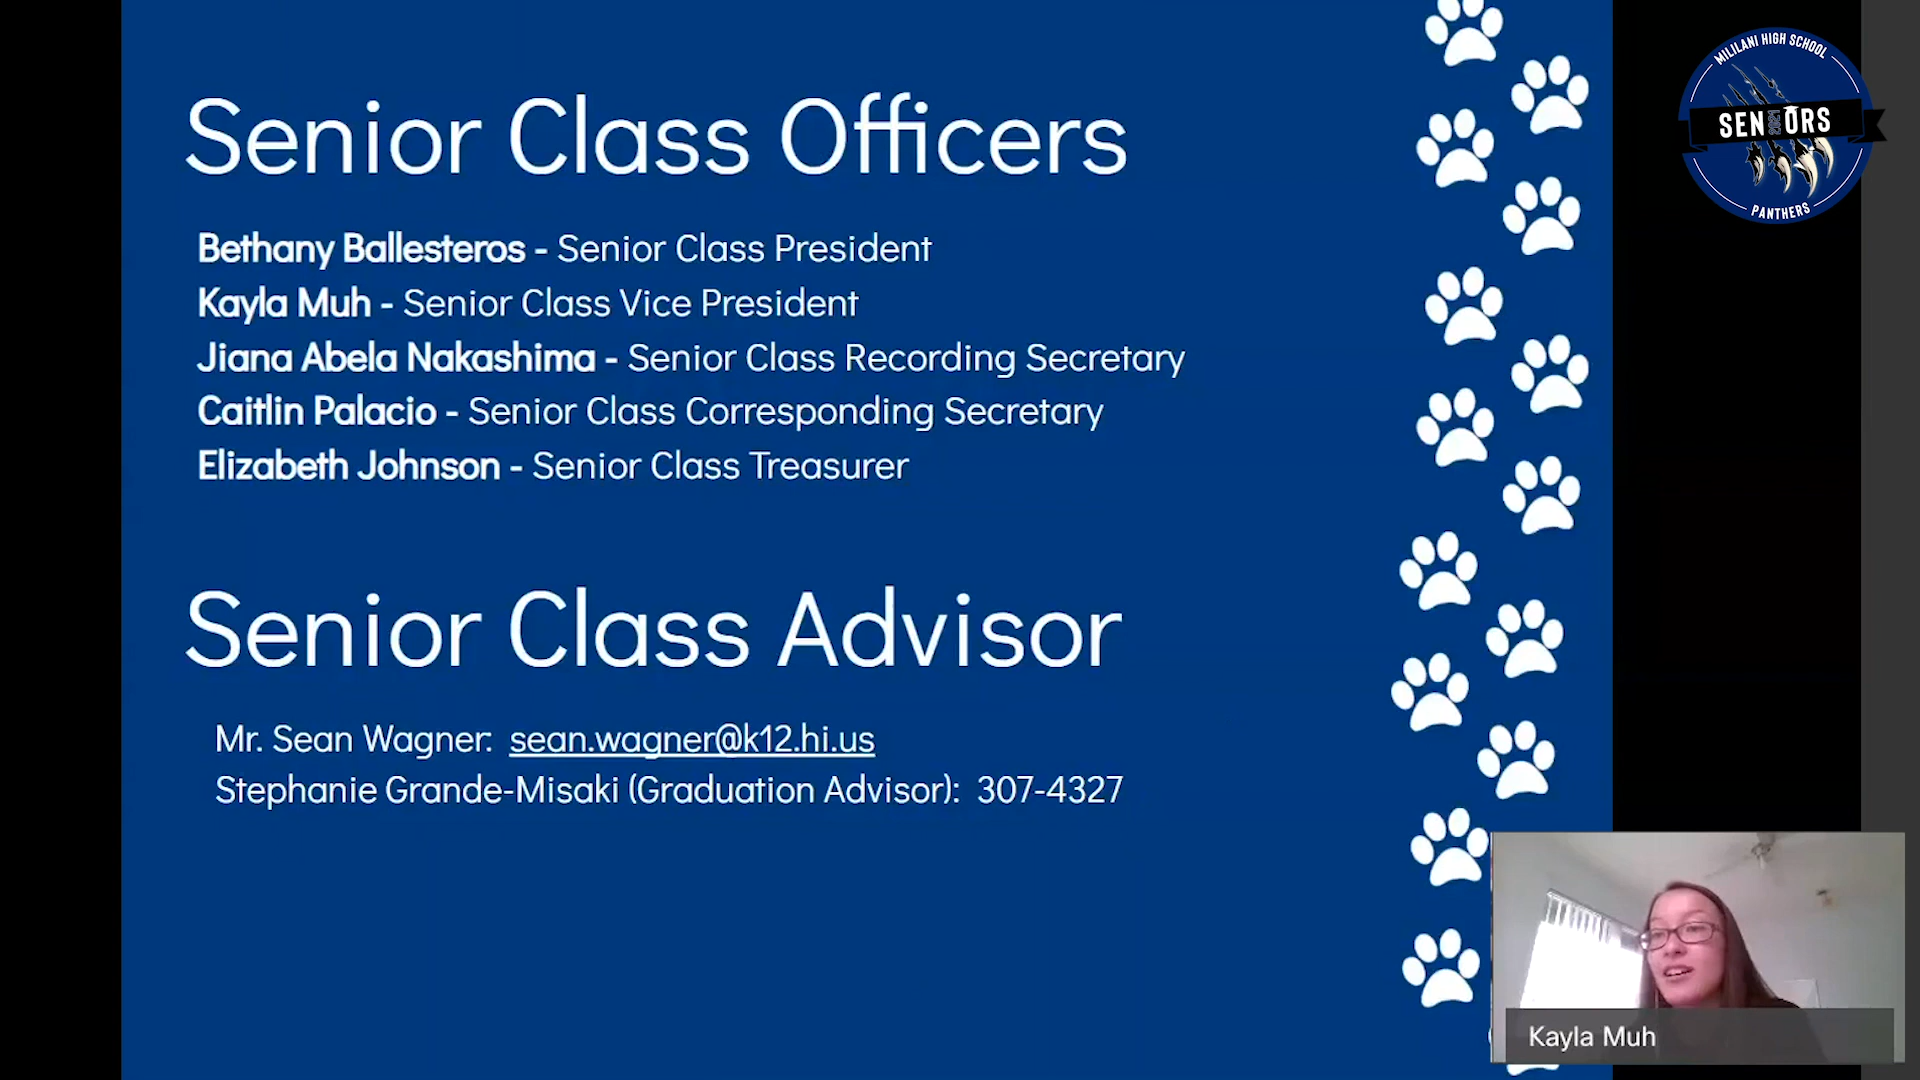 Senior Class Officers
Bethany Ballesteros - Senior Class President
Kayla Muh - Senior Class Vice President
Jiana Abela Nakashima - Senior Class Recording Secretary
Caitlin Palacio - Senior Class Corresponding Secretary
Elizabeth Johnson - Senior Class Treasurer
Senior Class Advisor
Mr. Sean Wagner: sean.wagner@k12.hi.us
Stephanie Grande-Misaki (Graduation Advisor): 307-4327
MILILANI HIGH SCHOOL
SENIORS
2021
PANTHERS
Kayla Muh